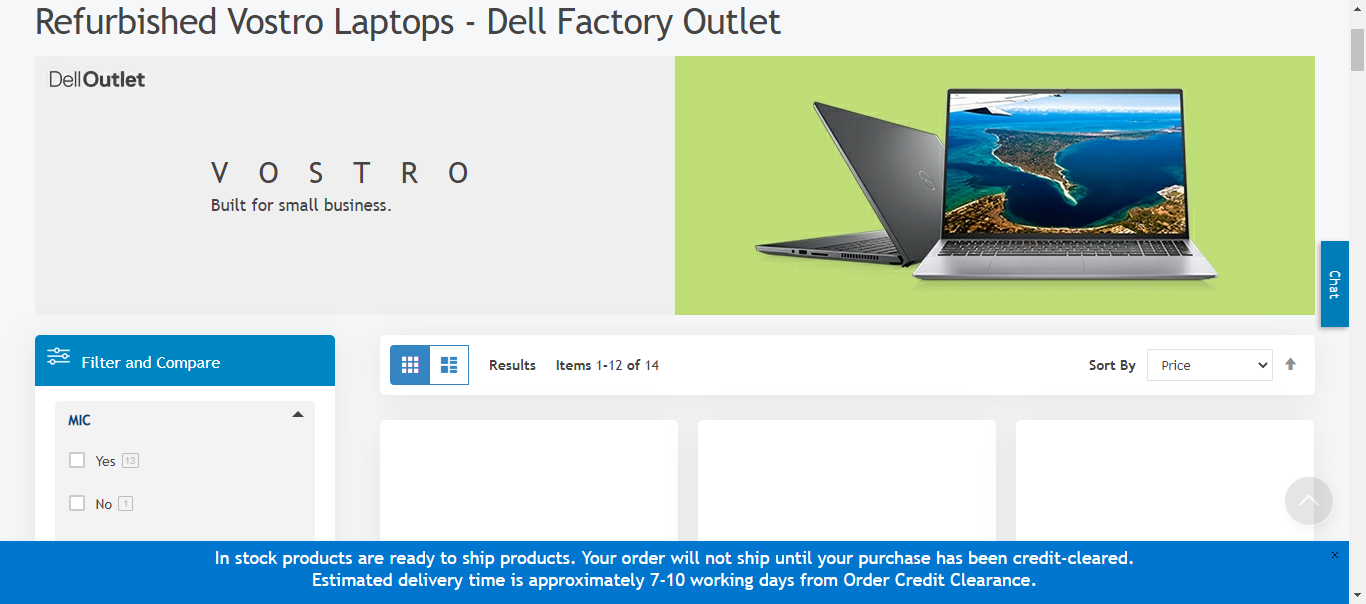 Refurbished Vostro Laptops - Dell Factory Outlet
DellOutlet
VOSTRO
Built for small business.
Chat
Filter and Compare
Results Items 1-12 of 14 Sort By Price
MIC
Yes 13
No 1
In stock products are ready to ship products. Your order will not ship until your purchase has been credit-cleared.
Estimated delivery time is approximately 7-10 working days from Order Credit Clearance.